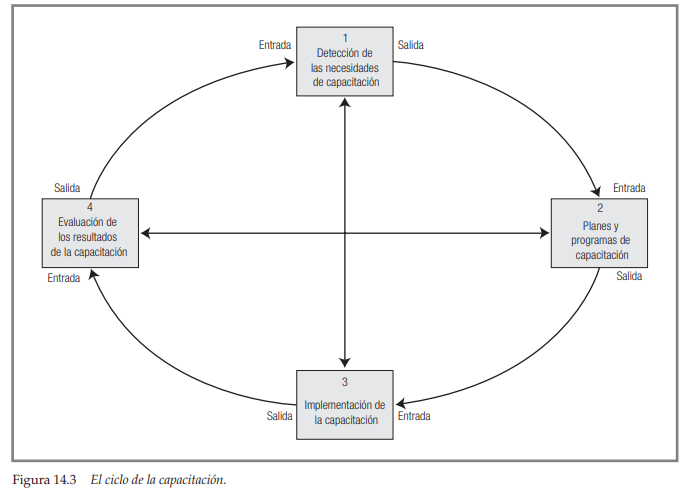 1
Entrada
Salida
Detección de
las necesidades
de capacitación
Salida
4
Evaluación de
los resultados
de la capacitación
Entrada
Entrada
2
Planes y
programas de
capacitación
Salida
3
Implementación de
la capacitación
Salida
Entrada
Figura 14.3 El ciclo de la capacitación.